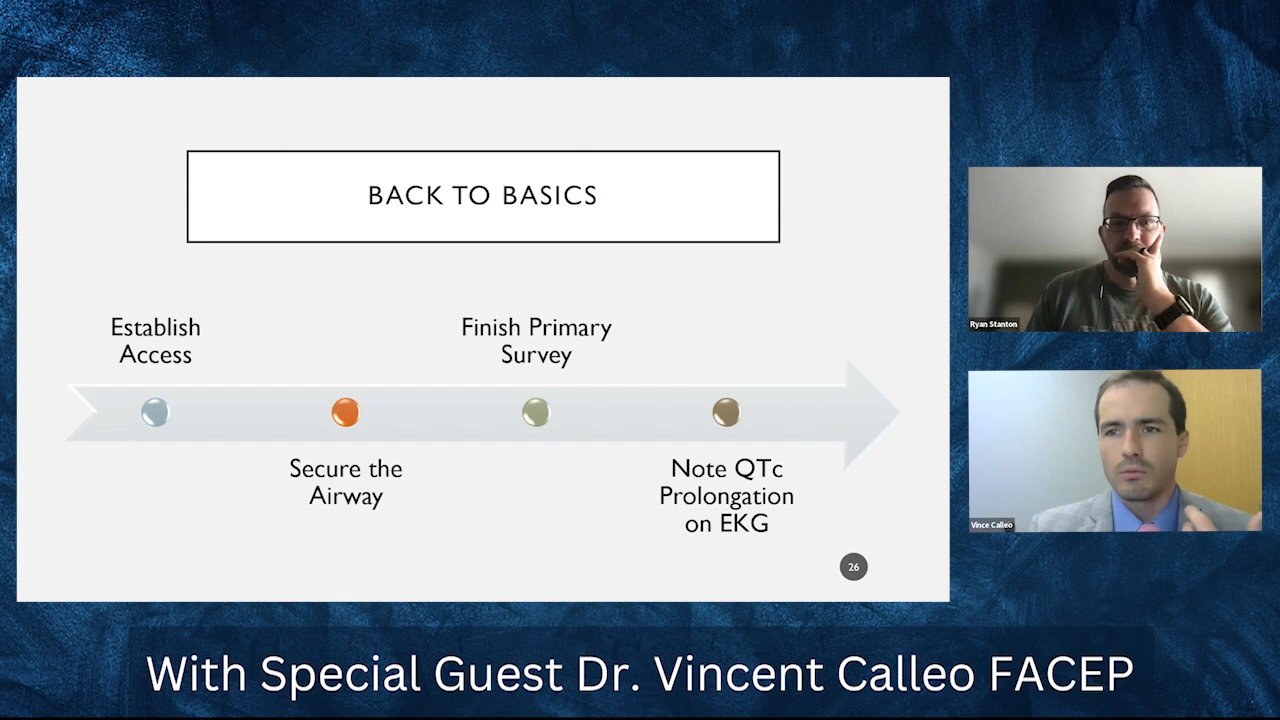 BACK TO BASICS
Establish
Access
Finish Primary
Survey
Secure the
Airway
Note QTc
Prolongation
on EKG
26
Ryan Stanton
Vince Calleo
With Special Guest Dr. Vincent Calleo FACEP